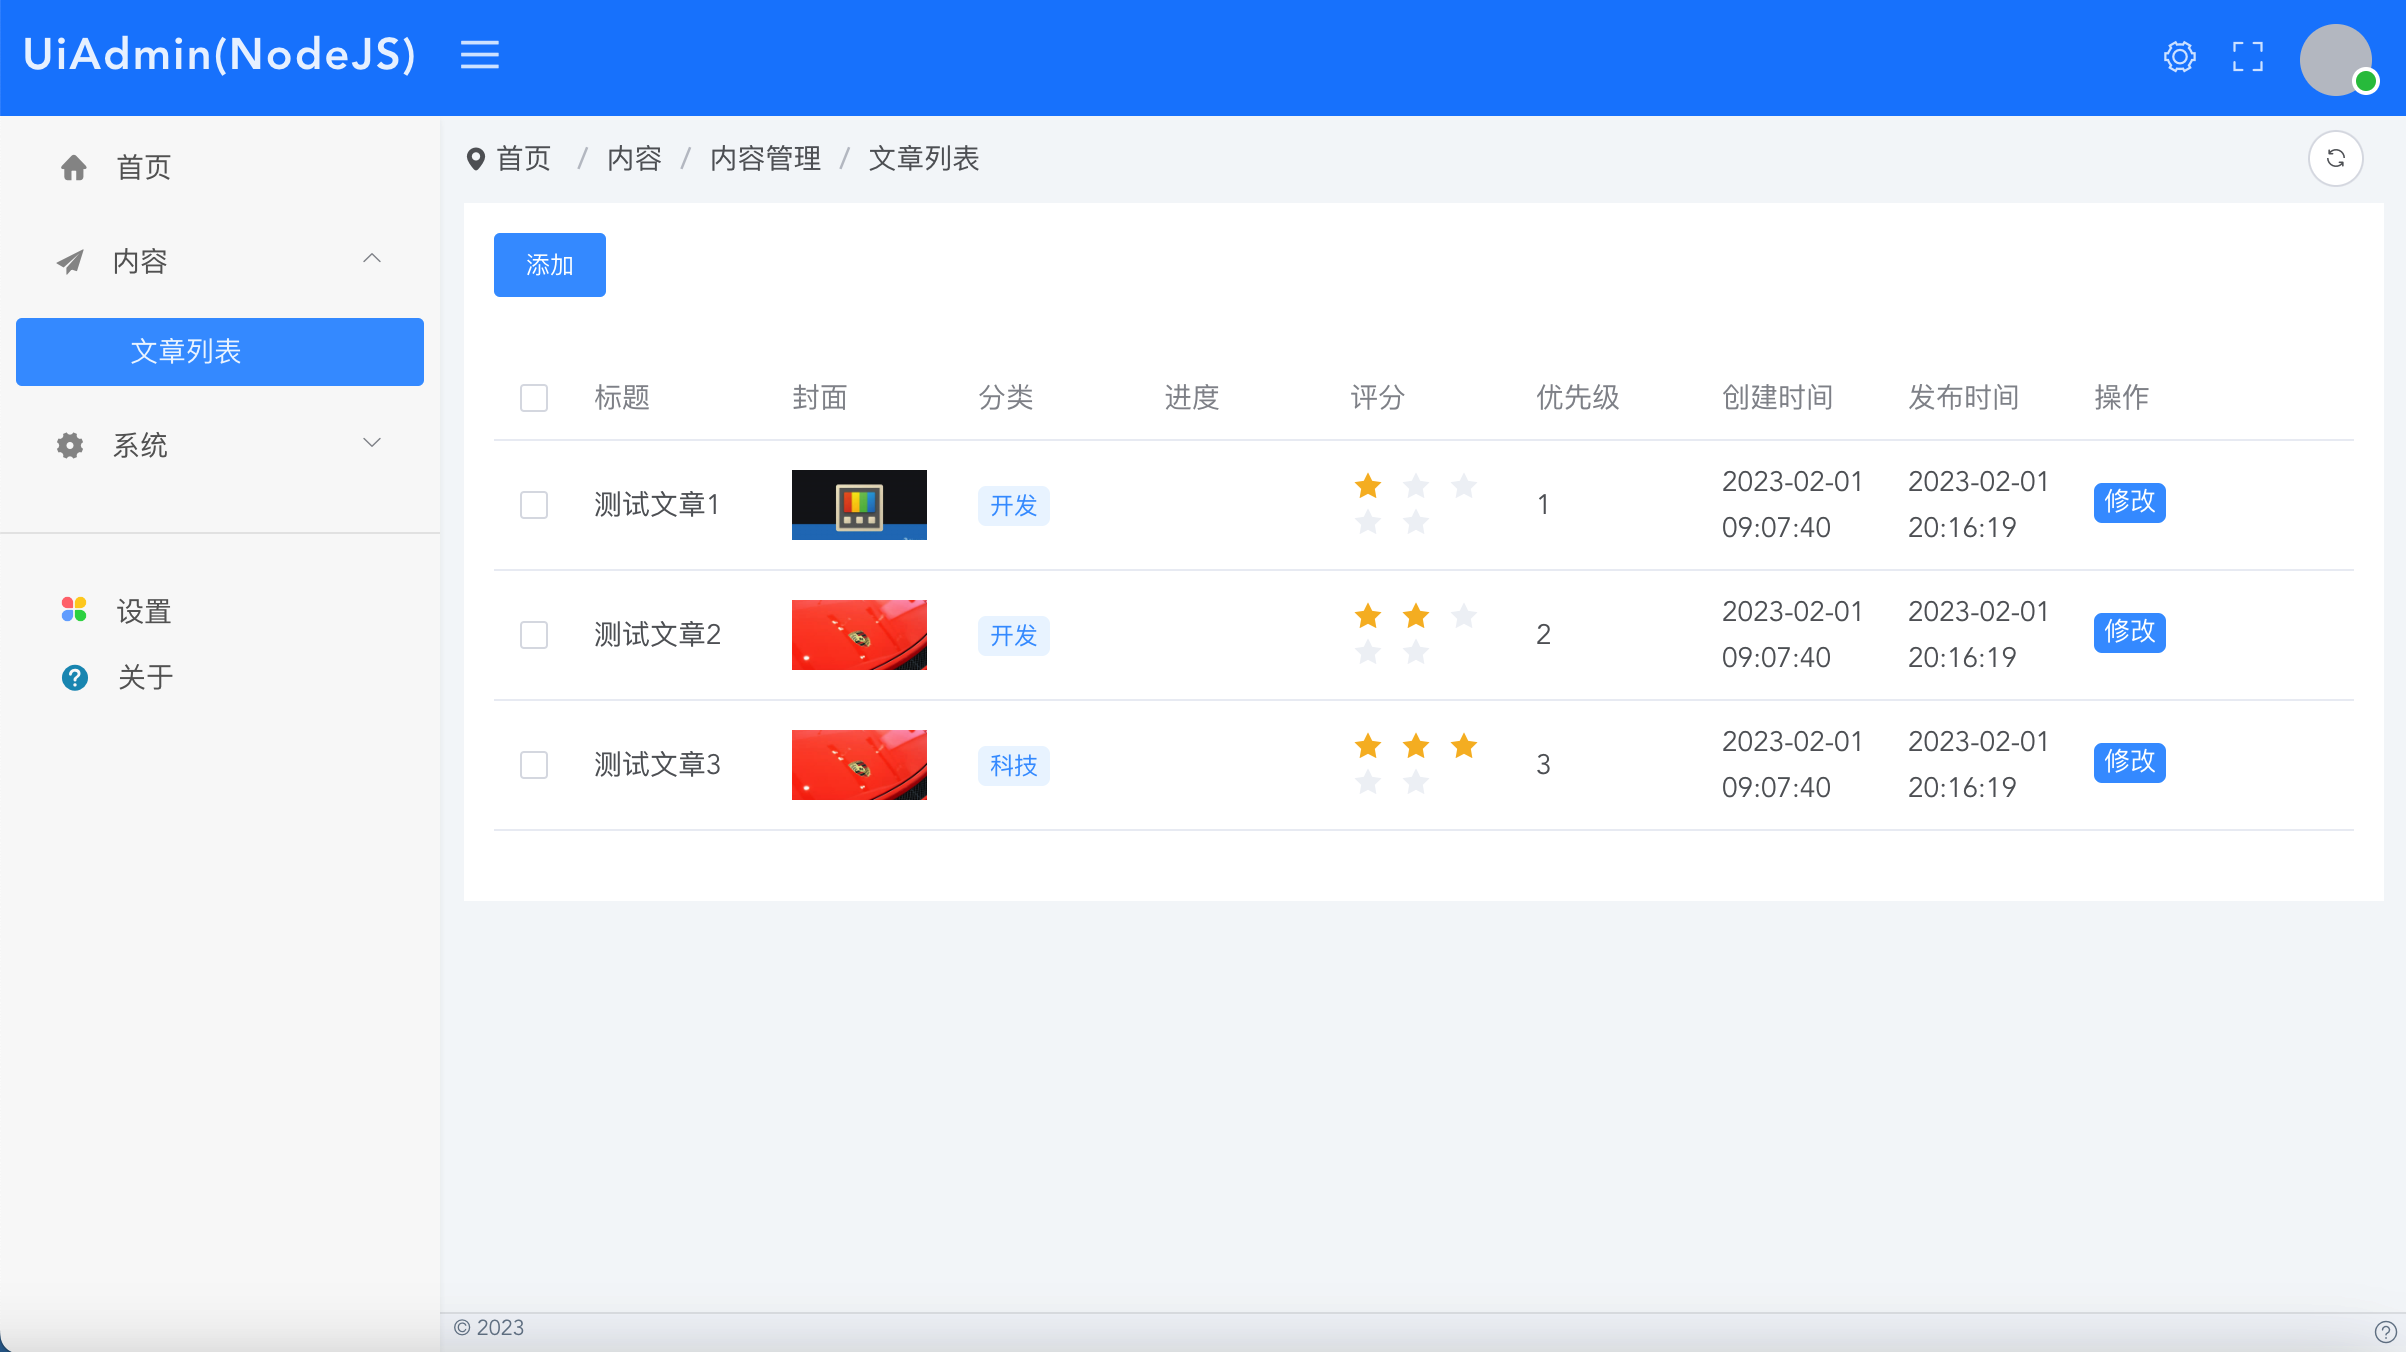 UiAdmin(NodeJS)
首页
内容
文章列表
系统
设置
关于
首页 / 内容 / 内容管理 / 文章列表
添加
标题 封面 分类 进度 评分 优先级 创建时间 发布时间 操作
测试文章1 开发 1 2023-02-01 09:07:40 2023-02-01 20:16:19 修改
测试文章2 开发 2 2023-02-01 09:07:40 2023-02-01 20:16:19 修改
测试文章3 科技 3 2023-02-01 09:07:40 2023-02-01 20:16:19 修改
© 2023